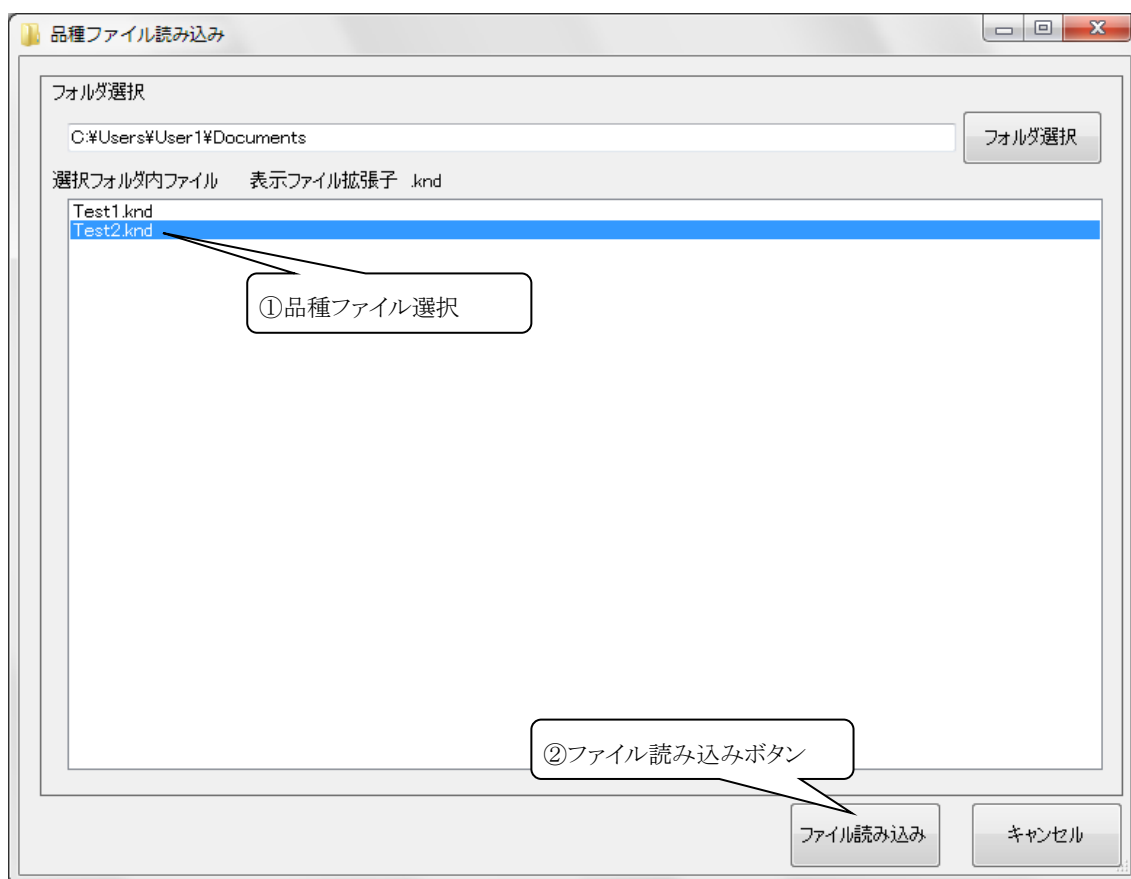 品種ファイル読み込み
フォルダ選択
C:¥Users¥User1¥Documents
フォルダ選択
選択フォルダ内ファイル 表示ファイル拡張子 .knd
Test1.knd
Test2.knd
①品種ファイル選択
②ファイル読み込みボタン
ファイル読み込み
キャンセル